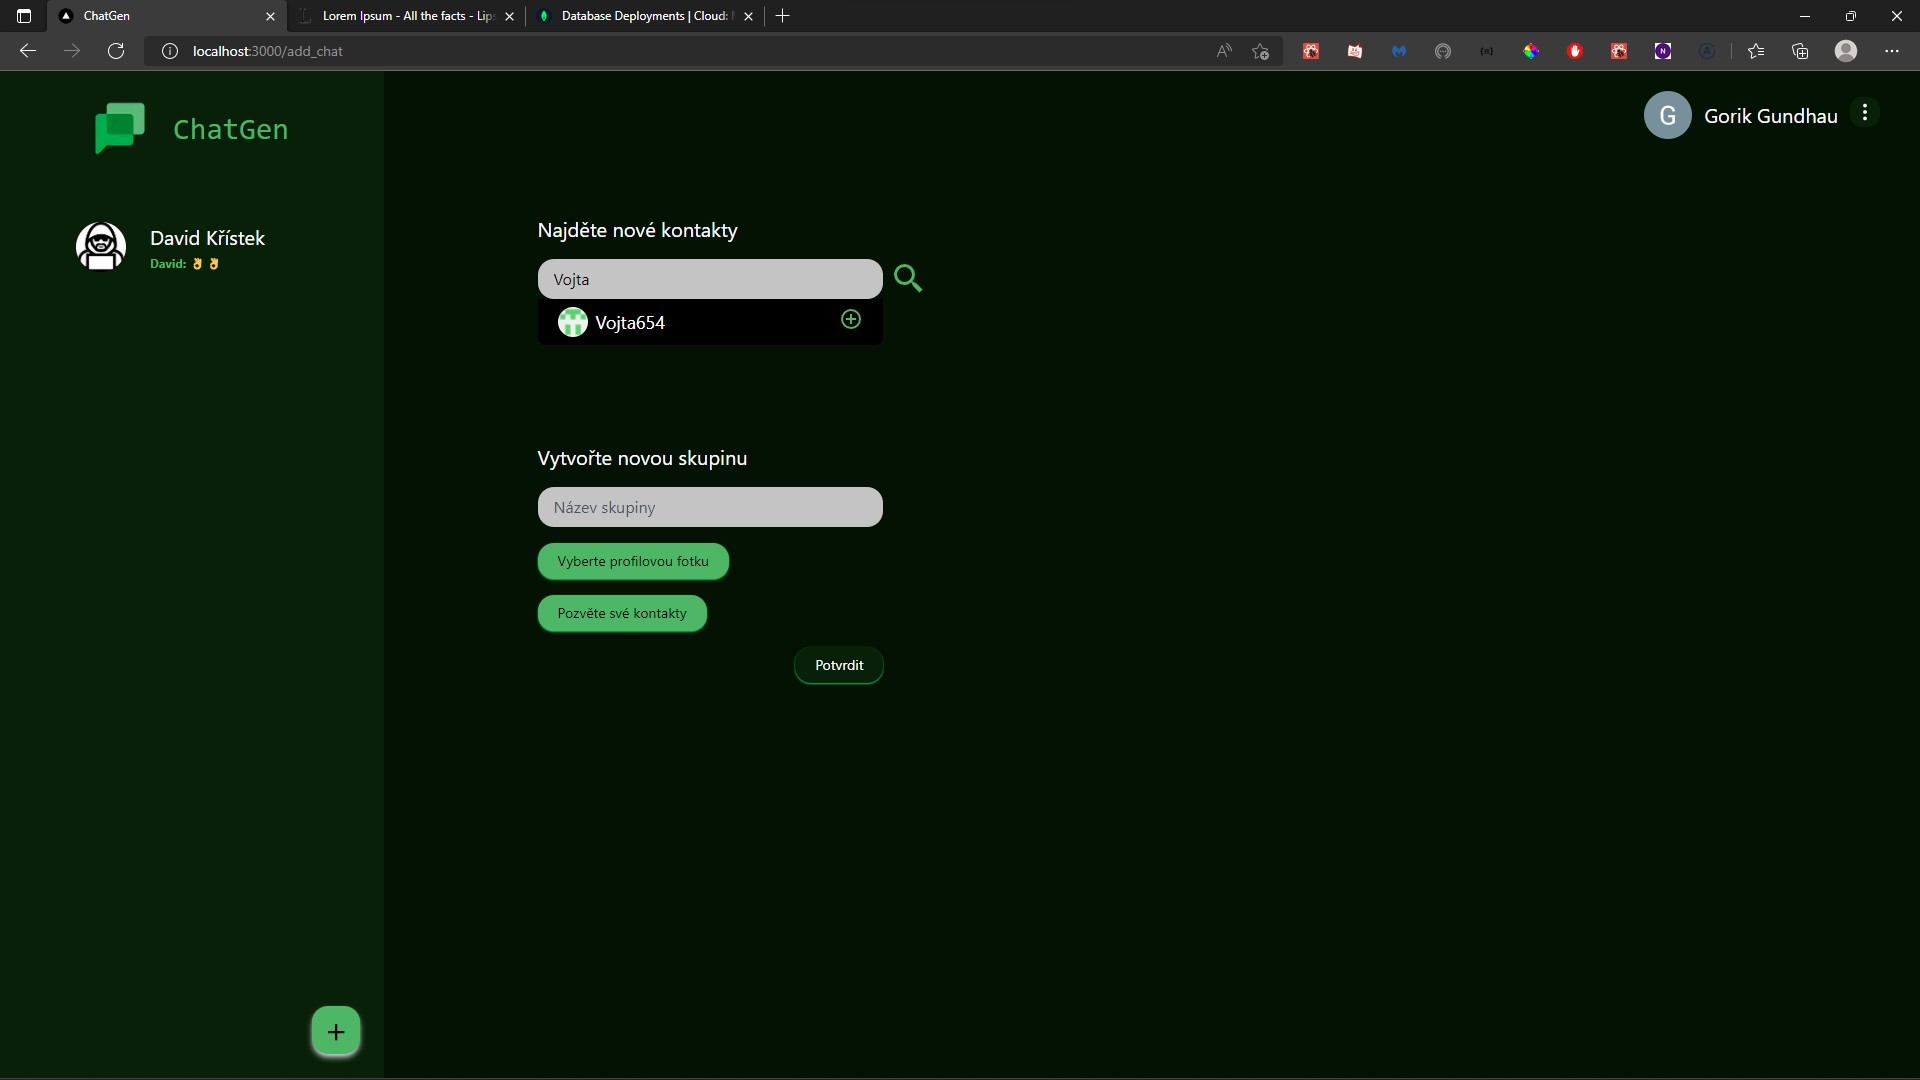 ChatGen
Lorem Ipsum - All the facts - Lip
Database Deployments | Cloud:
localhost:3000/add_chat
ChatGen
G
Gorik Gundhau
David Křístek
David: 👌 👌
Najděte nové kontakty
Vojta
Vojta654
Vytvořte novou skupinu
Název skupiny
Vyberte profilovou fotku
Pozvěte své kontakty
Potvrdit